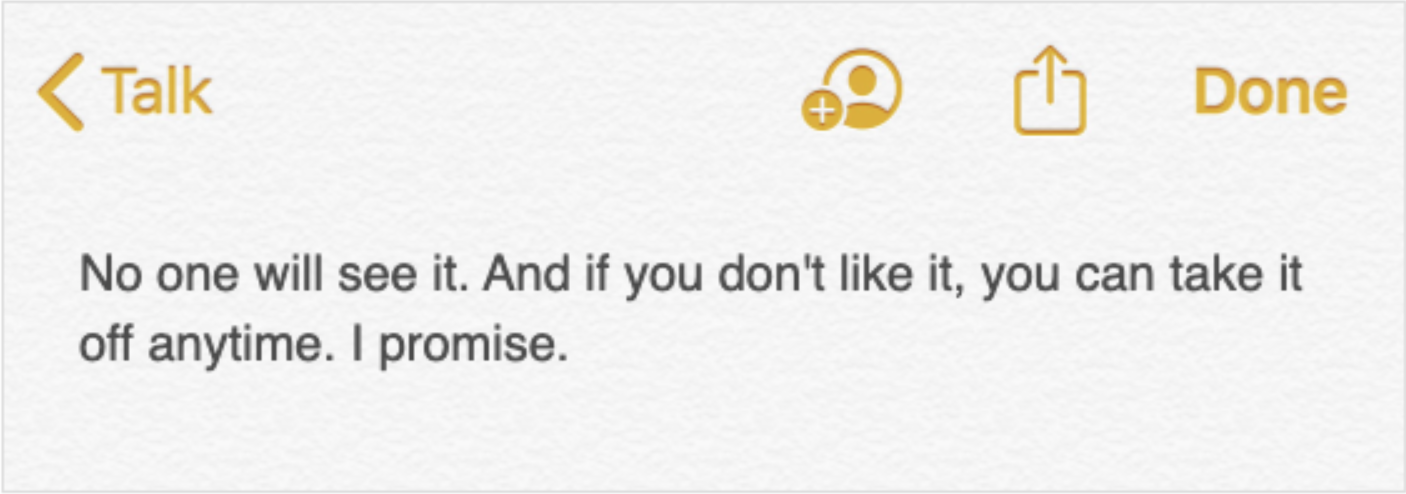 Talk
Done
No one will see it. And if you don't like it, you can take it
off anytime. I promise.